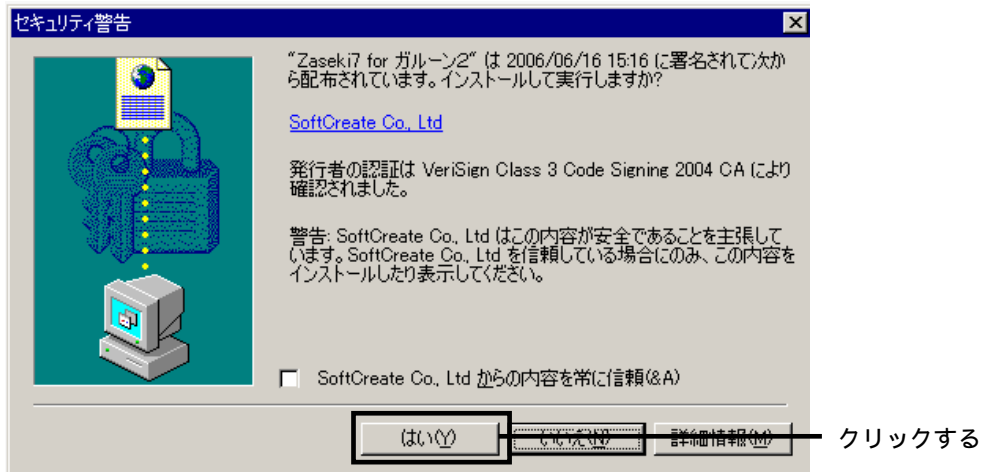 セキュリティ警告
"Zaseki7 for ガルーン2" は 2006/06/16 15:16 に署名されて次か
ら配布されています。インストールして実行しますか?
SoftCreate Co., Ltd
発行者の認証は VeriSign Class 3 Code Signing 2004 CA により
確認されました。
警告: SoftCreate Co., Ltd はこの内容が安全であることを主張して
います。SoftCreate Co., Ltd を信頼している場合にのみ、この内容を
インストールしたり表示してください。
SoftCreate Co., Ltd からの内容を常に信頼(&A)
はい(Y) いいえ(N) 詳細情報(M) クリックする